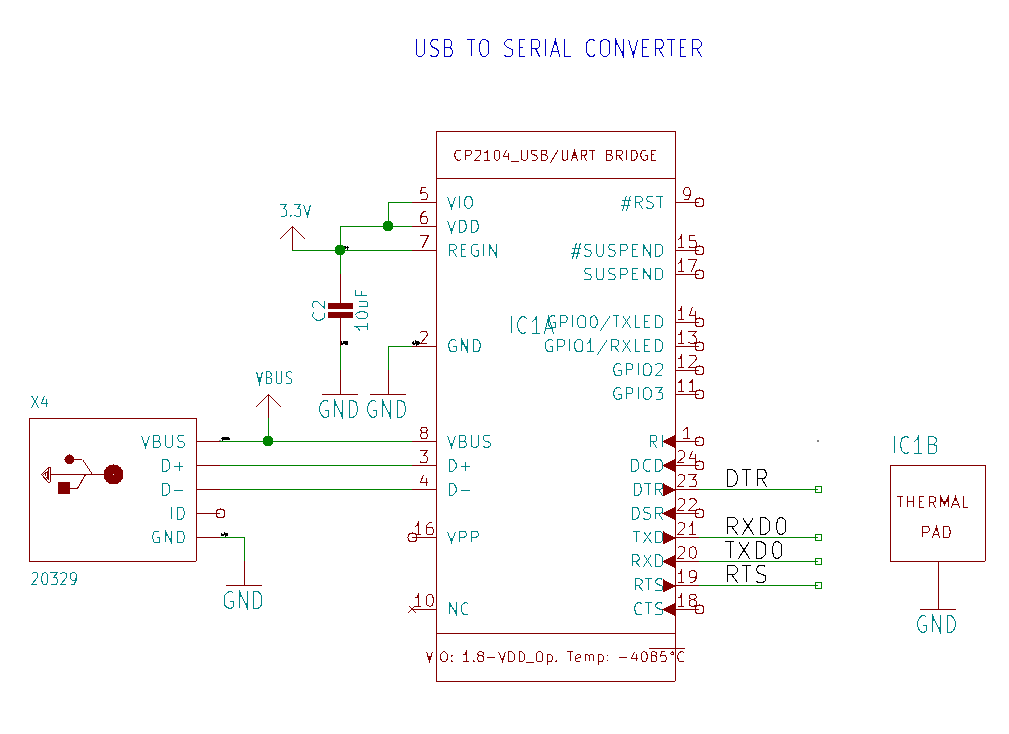 USB TO SERIAL CONVERTER
CP2104_USB/UART BRIDGE
5 VIO #RST 9
3.3V
6 VDD
7 REGIN #SUSPEND 15
SUSPEND 17
C2 10uF
IC1A
GPIO0/TXLED 14
2 GND GPIO1/RXLED 13
GPIO2 12
GPIO3 11
GND GND
VBUS
X4
VBUS 8 VBUS RI 1
IC1B
D+ 3 D+ DCD 24
D- 4 D- DTR 23 DTR
THERMAL
PAD
ID DSR 22
GND 16 VPP TXD 21 RXD0
RXD 20 TXD0
20329
RTS 19 RTS
GND
10 NC CTS 18
GND
VIO: 1.8-VDD_Op. Temp: -4085°C